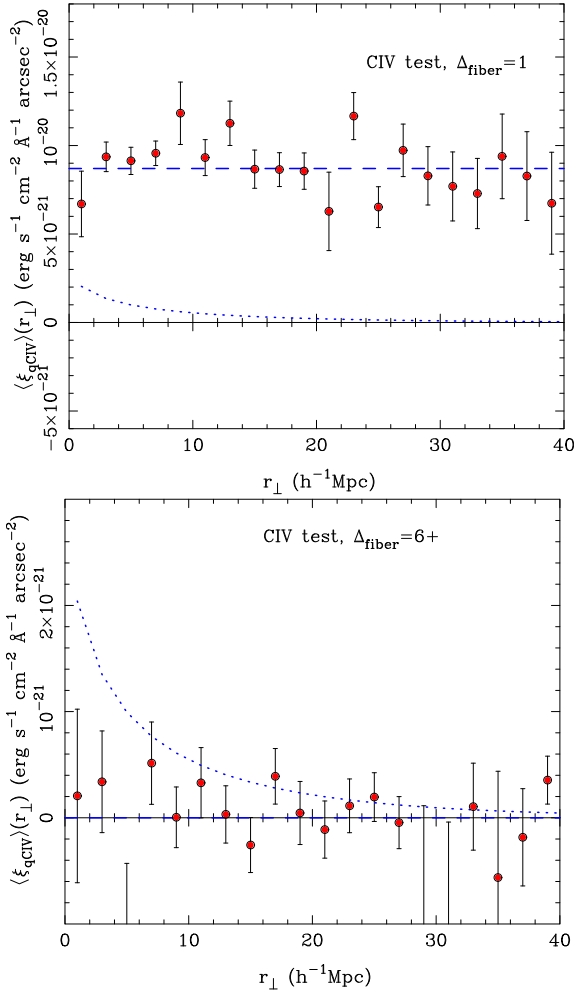 CIV test, Δfiber=1
⟨ξqCIV⟩(r⊥) (erg s−1 cm−2 Å−1 arcsec−2)
1.5×10−20
10−20
5×10−21
0
−5×10−21
0 10 20 30 40
r⊥ (h−1Mpc)
CIV test, Δfiber=6+
⟨ξqCIV⟩(r⊥) (erg s−1 cm−2 Å−1 arcsec−2)
2×10−21
10−21
0
0 10 20 30 40
r⊥ (h−1Mpc)